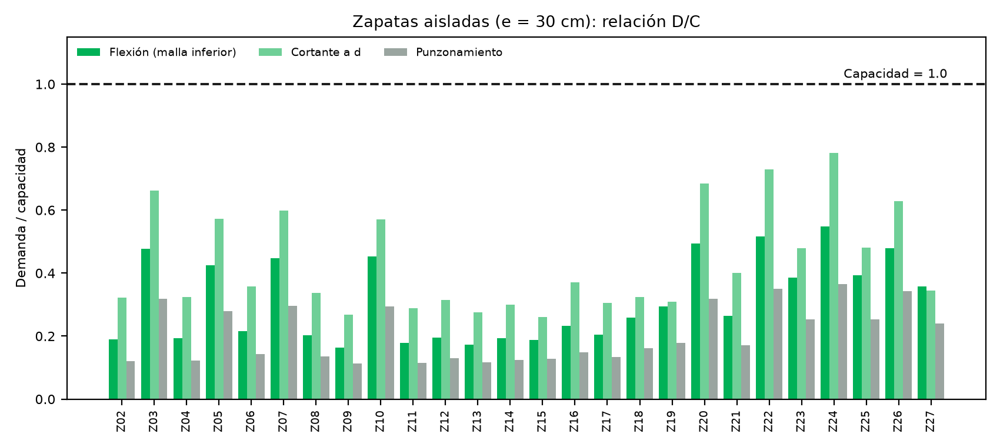 Zapatas aisladas (e = 30 cm): relación D/C
Flexión (malla inferior)
Cortante a d
Punzonamiento
Capacidad = 1.0
Demanda / capacidad
1.0
0.8
0.6
0.4
0.2
0.0
Z02
Z03
Z04
Z05
Z06
Z07
Z08
Z09
Z10
Z11
Z12
Z13
Z14
Z15
Z16
Z17
Z18
Z19
Z20
Z21
Z22
Z23
Z24
Z25
Z26
Z27